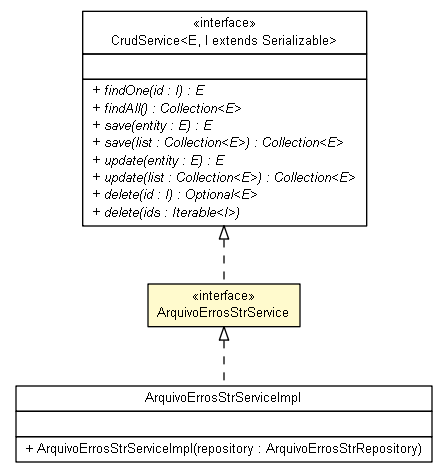 «interface»
CrudService<E, I extends Serializable>
+ findOne(id : I) : E
+ findAll() : Collection<E>
+ save(entity : E) : E
+ save(list : Collection<E>) : Collection<E>
+ update(entity : E) : E
+ update(list : Collection<E>) : Collection<E>
+ delete(id : I) : Optional<E>
+ delete(ids : Iterable<I>)
«interface»
ArquivoErrosStrService
ArquivoErrosStrServiceImpl
+ ArquivoErrosStrServiceImpl(repository : ArquivoErrosStrRepository)